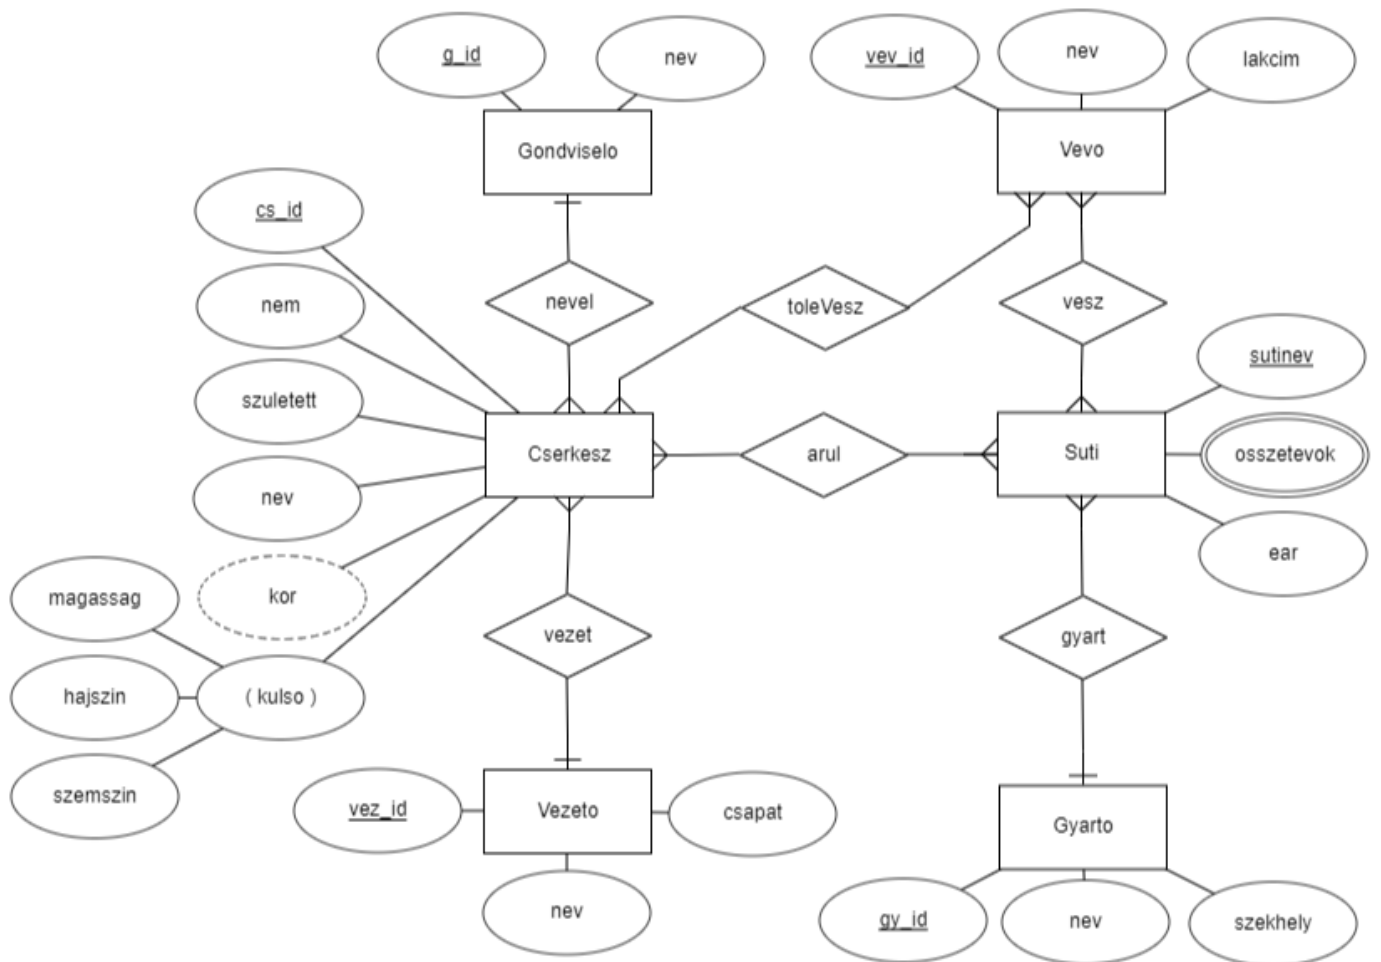 g_id
nev
vev_id
nev
lakcim
Gondviselo
Vevo
cs_id
nem
nevel
toleVesz
vesz
szuletett
sutinev
nev
Cserkesz
arul
Suti
osszetevok
kor
ear
magassag
vezet
gyart
hajszin
( kulso )
szemszin
vez_id
Vezeto
csapat
Gyarto
nev
gy_id
nev
szekhely